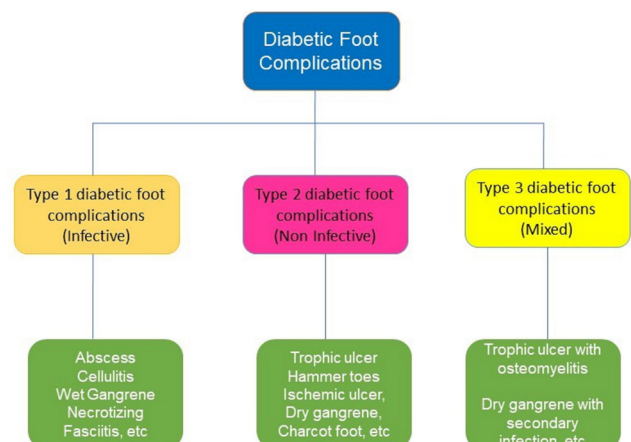 Diabetic Foot
Complications
Type 1 diabetic foot
complications
(Infective)
Type 2 diabetic foot
complications
(Non Infective)
Type 3 diabetic foot
complications
(Mixed)
Abscess
Cellulitis
Wet Gangrene
Necrotizing
Fasciitis, etc
Trophic ulcer
Hammer toes
Ischemic ulcer,
Dry gangrene,
Charcot foot, etc
Trophic ulcer with
osteomyelitis
Dry gangrene with
secondary
infection, etc